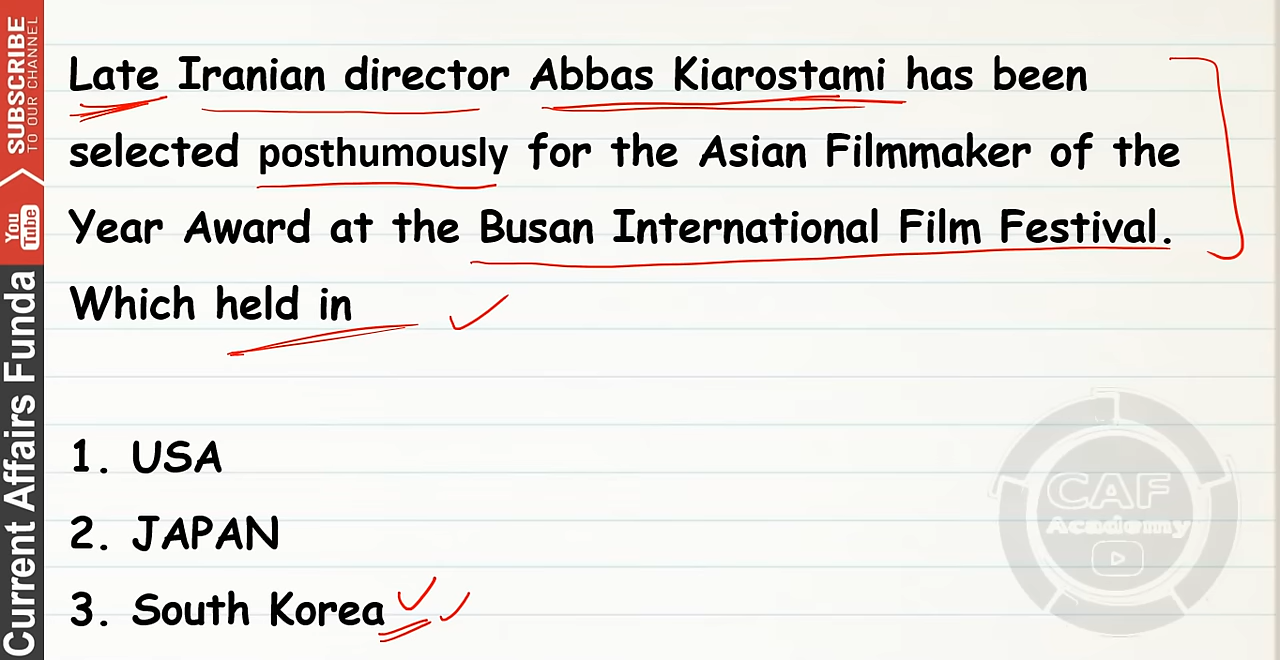 SUBSCRIBE
TO OUR CHANNEL
You
Tube
Current Affairs Funda
Late Iranian director Abbas Kiarostami has been
selected posthumously for the Asian Filmmaker of the
Year Award at the Busan International Film Festival.
Which held in
1. USA
2. JAPAN
3. South Korea
CAF
Academy